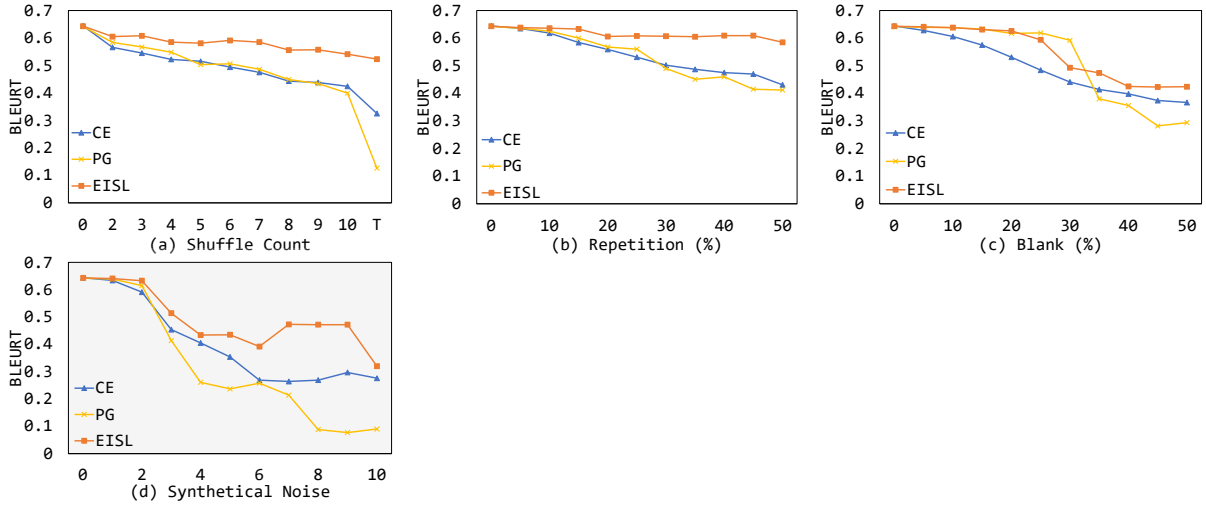 0.7
0.6
0.5
0.4
0.3
0.2
0.1
0
BLEURT
CE
PG
EISL
0 2 3 4 5 6 7 8 9 10 T
(a) Shuffle Count
0.7
0.6
0.5
0.4
0.3
0.2
0.1
0
BLEURT
CE
PG
EISL
0 10 20 30 40 50
(b) Repetition (%)
0.7
0.6
0.5
0.4
0.3
0.2
0.1
0
BLEURT
CE
PG
EISL
0 10 20 30 40 50
(c) Blank (%)
0.7
0.6
0.5
0.4
0.3
0.2
0.1
0
BLEURT
CE
PG
EISL
0 2 4 6 8 10
(d) Synthetical Noise